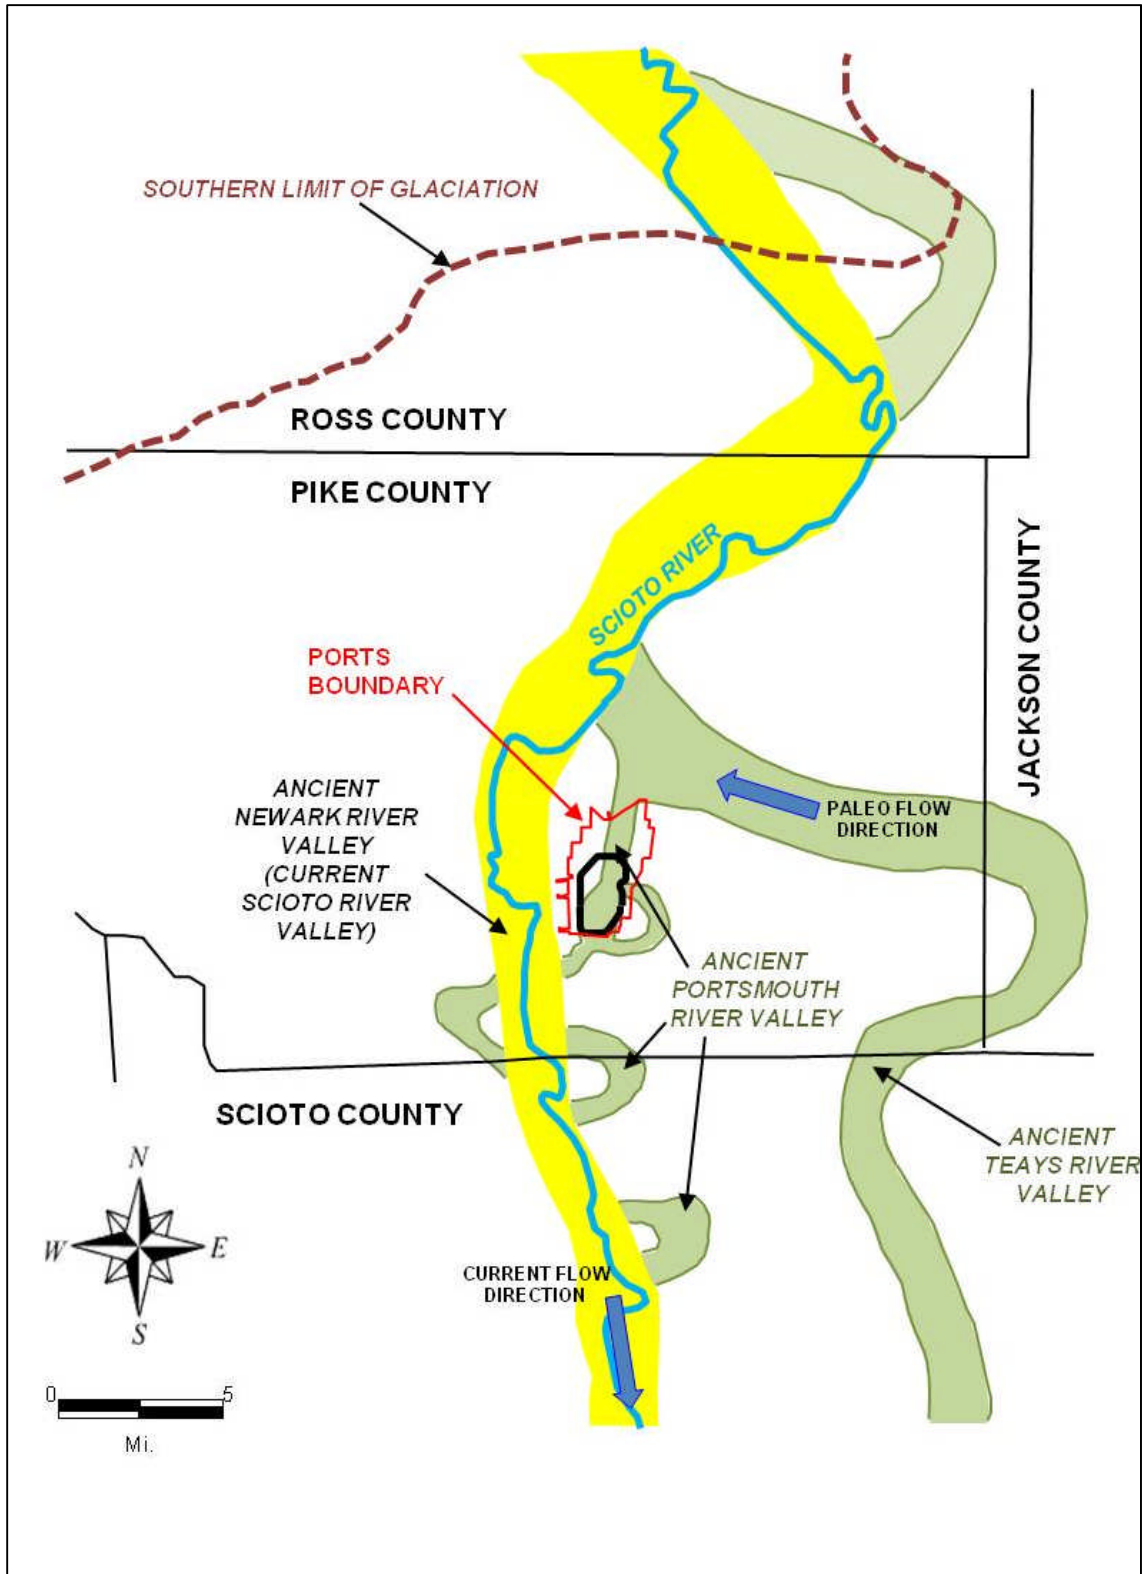 SOUTHERN LIMIT OF GLACIATION
ROSS COUNTY
PIKE COUNTY
SCIOTO RIVER
JACKSON COUNTY
PORTS
BOUNDARY
ANCIENT
NEWARK RIVER
VALLEY
(CURRENT
SCIOTO RIVER
VALLEY)
PALEO FLOW
DIRECTION
ANCIENT
PORTSMOUTH
RIVER VALLEY
SCIOTO COUNTY
ANCIENT
TEAYS RIVER
VALLEY
N
W E
S
CURRENT FLOW
DIRECTION
0 5
Mi.